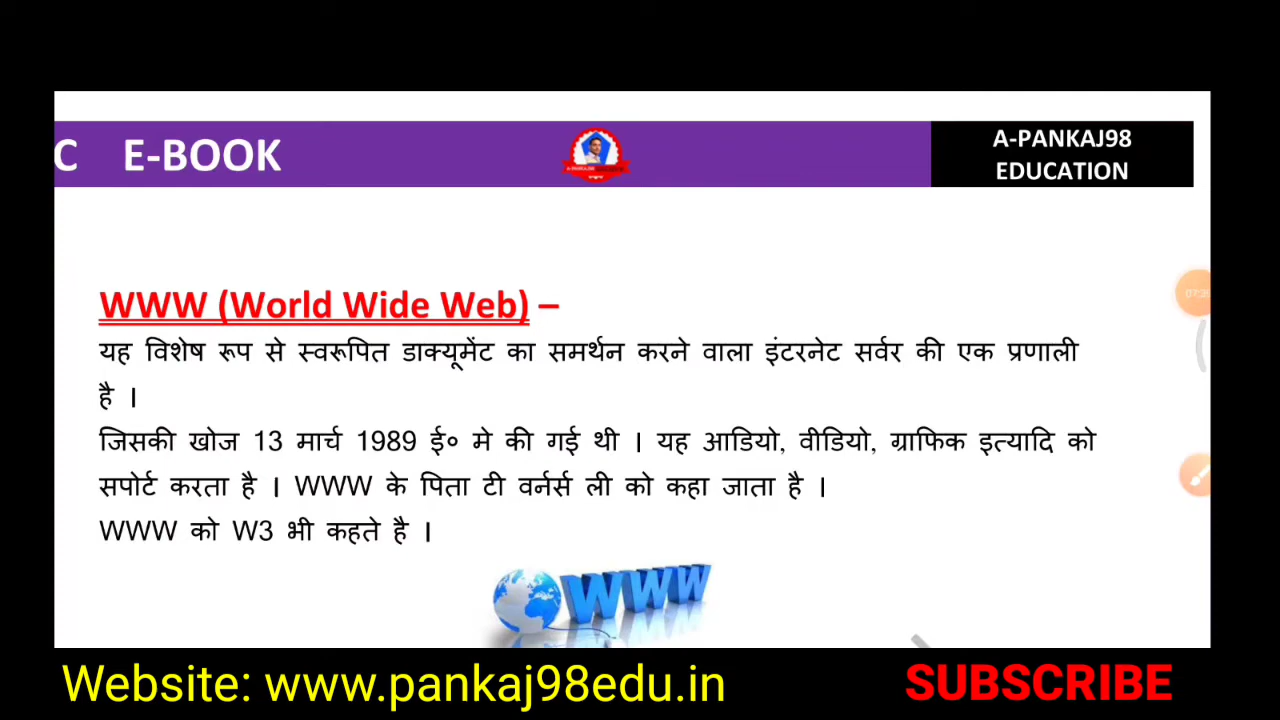 C E-BOOK
A-PANKAJ98
EDUCATION
WWW (World Wide Web) –
यह विशेष रूप से स्वरूपित डाक्यूमेंट का समर्थन करने वाला इंटरनेट सर्वर की एक प्रणाली
है ।
जिसकी खोज 13 मार्च 1989 ई० मे की गई थी । यह आडियो, वीडियो, ग्राफिक इत्यादि को
सपोर्ट करता है । WWW के पिता टी वर्नर्स ली को कहा जाता है ।
WWW को W3 भी कहते है ।
WWW
Website: www.pankaj98edu.in
SUBSCRIBE